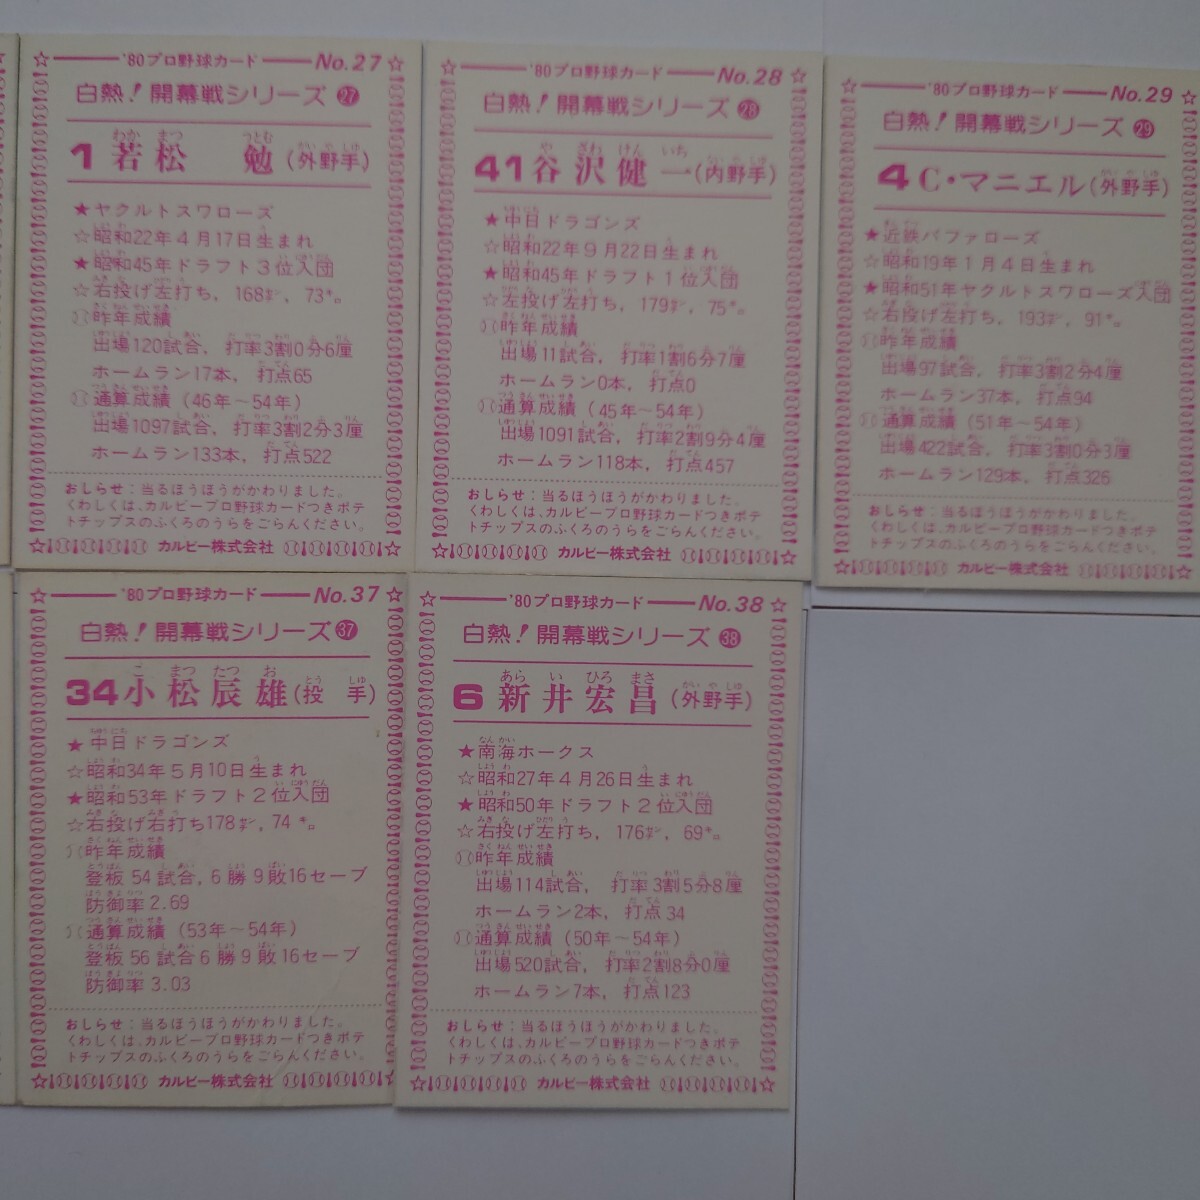 '80プロ野球カード No.27
白熱!開幕戦シリーズ 27
わか まつ つとむ がい や しゅ
1 若松 勉 (外野手)
★ヤクルトスワローズ
☆昭和22年4月17日生まれ
★昭和45年ドラフト3位入団
☆右投げ左打ち, 168㌢, 73㌔。
昨年成績
出場120試合, 打率3割0分6厘
ホームラン17本, 打点65
通算成績 (46年〜54年)
出場1097試合, 打率3割2分3厘
ホームラン133本, 打点522
おしらせ:当るほうほうがかわりました。
くわしくは、カルビープロ野球カードつきポテ
トチップスのふくろのうらをごらんください。
カルビー株式会社
'80プロ野球カード No.28
白熱!開幕戦シリーズ 28
や ざわ けん いち ない や しゅ
41 谷沢健一 (内野手)
★中日ドラゴンズ
☆昭和22年9月22日生まれ
★昭和45年ドラフト1位入団
☆左投げ左打ち, 179㌢, 75㌔。
昨年成績
出場11試合, 打率1割6分7厘
ホームラン0本, 打点0
通算成績 (45年〜54年)
出場1091試合, 打率2割9分4厘
ホームラン118本, 打点457
おしらせ:当るほうほうがかわりました。
くわしくは、カルビープロ野球カードつきポテ
トチップスのふくろのうらをごらんください。
カルビー株式会社
'80プロ野球カード No.29
白熱!開幕戦シリーズ 29
がい や しゅ
4 C・マニエル (外野手)
★近鉄バファローズ
☆昭和19年1月4日生まれ
★昭和51年ヤクルトスワローズ入団
☆右投げ左打ち, 193㌢, 91㌔。
昨年成績
出場97試合, 打率3割2分4厘
ホームラン37本, 打点94
通算成績 (51年〜54年)
出場422試合, 打率3割0分3厘
ホームラン129本, 打点326
おしらせ:当るほうほうがかわりました。
くわしくは、カルビープロ野球カードつきポテ
トチップスのふくろのうらをごらんください。
カルビー株式会社
'80プロ野球カード No.37
白熱!開幕戦シリーズ 37
こ まつ たつ お とう しゅ
34 小松辰雄 (投手)
★中日ドラゴンズ
☆昭和34年5月10日生まれ
★昭和53年ドラフト2位入団
☆右投げ右打ち178㌢, 74㌔。
昨年成績
登板54試合, 6勝9敗16セーブ
防御率2.69
通算成績 (53年〜54年)
登板56試合6勝9敗16セーブ
防御率3.03
おしらせ:当るほうほうがかわりました。
くわしくは、カルビープロ野球カードつきポテ
トチップスのふくろのうらをごらんください。
カルビー株式会社
'80プロ野球カード No.38
白熱!開幕戦シリーズ 38
あら い ひろ まさ がい や しゅ
6 新井宏昌 (外野手)
★南海ホークス
☆昭和27年4月26日生まれ
★昭和50年ドラフト2位入団
☆右投げ左打ち, 176㌢, 69㌔。
昨年成績
出場114試合, 打率3割5分8厘
ホームラン2本, 打点34
通算成績 (50年〜54年)
出場520試合, 打率2割8分0厘
ホームラン7本, 打点123
おしらせ:当るほうほうがかわりました。
くわしくは、カルビープロ野球カードつきポテ
トチップスのふくろのうらをごらんください。
カルビー株式会社